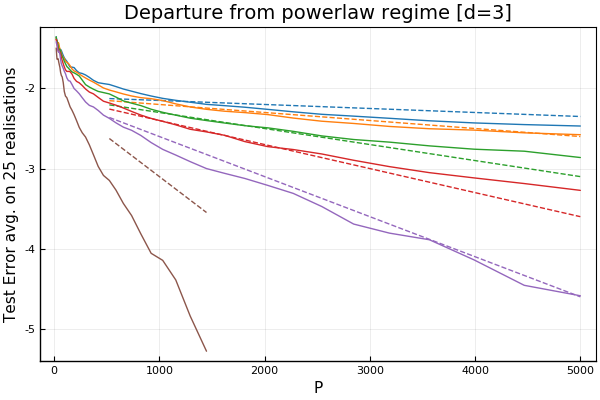 Departure from powerlaw regime [d=3]
Test Error avg. on 25 realisations
-2
-3
-4
-5
0 1000 2000 3000 4000 5000
P